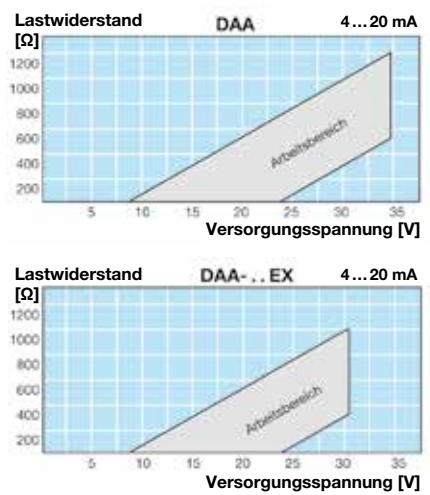 Lastwiderstand DAA 4…20 mA
[Ω]
1200
1000
800
600
400
200
Arbeitsbereich
5 10 15 20 25 30 35
Versorgungsspannung [V]
Lastwiderstand DAA- . . EX 4…20 mA
[Ω]
1200
1000
800
600
400
200
Arbeitsbereich
5 10 15 20 25 30 35
Versorgungsspannung [V]